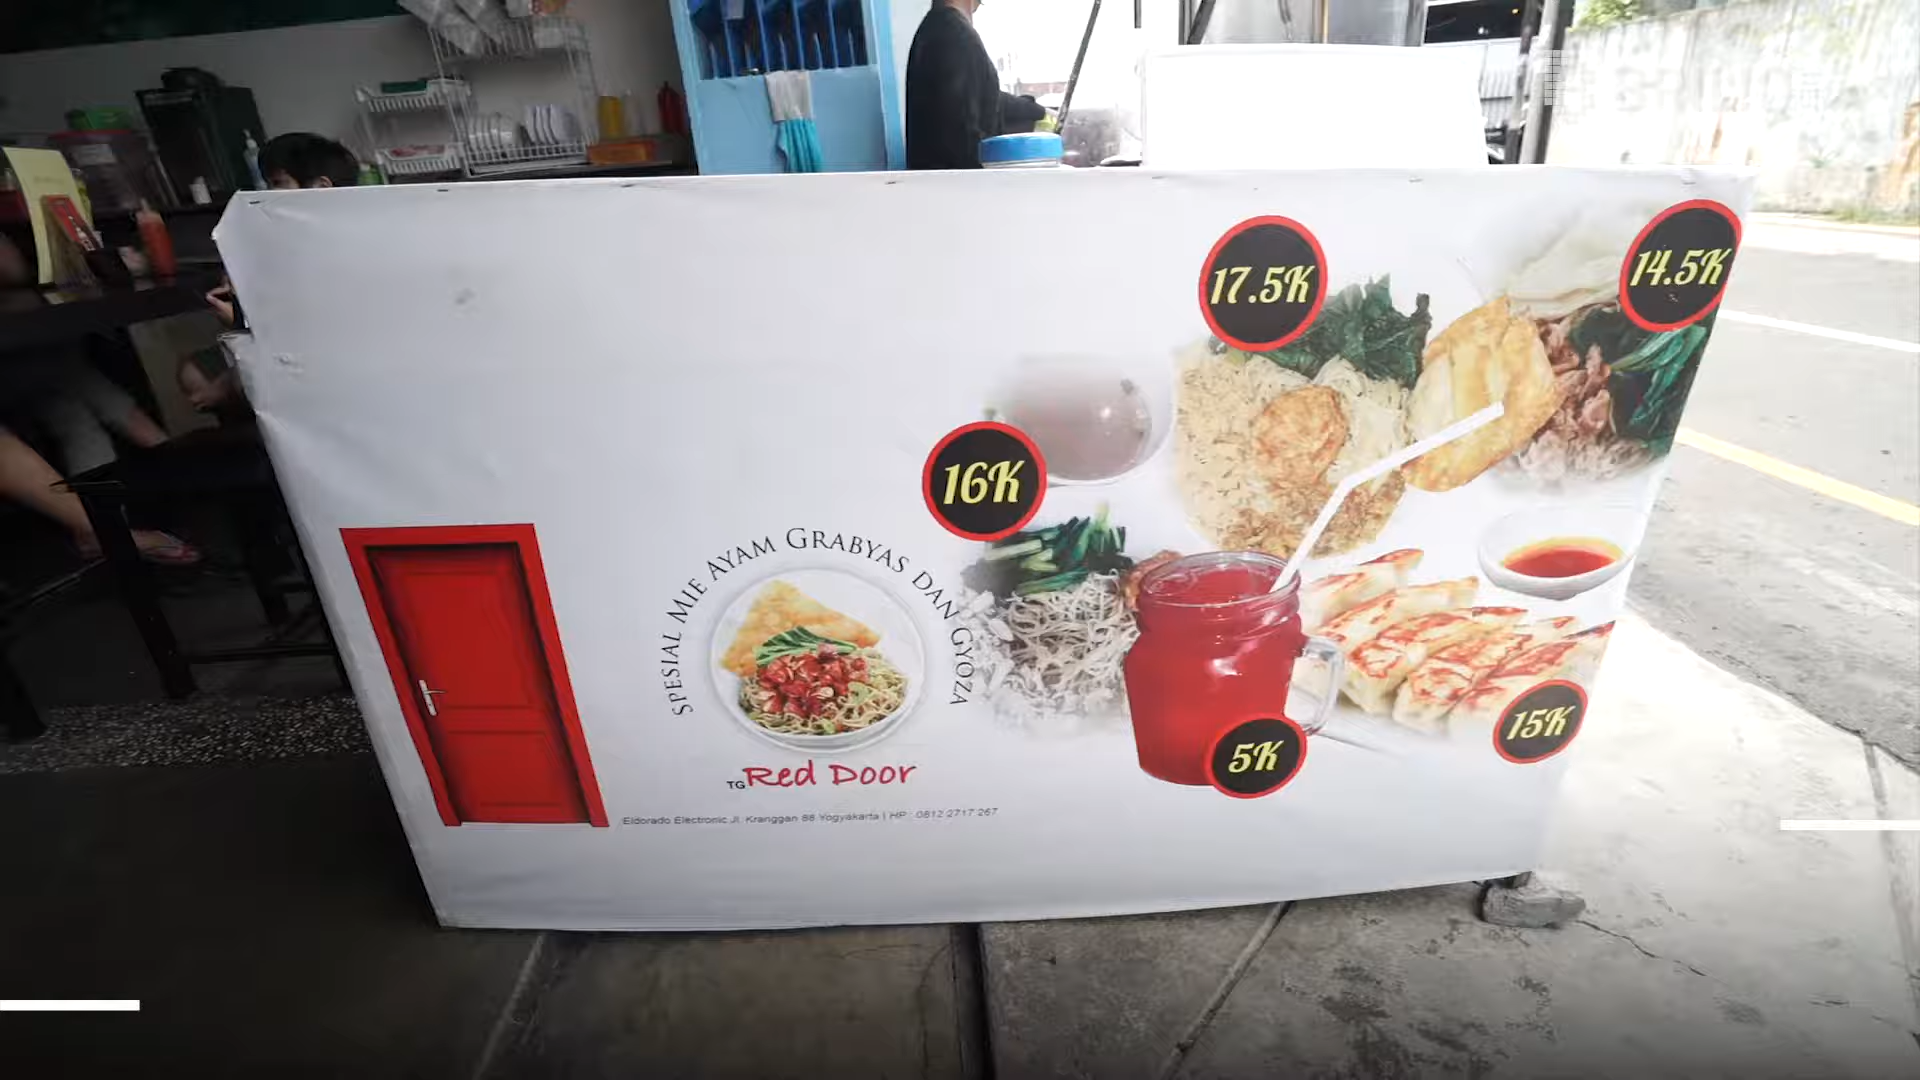 17.5K
14.5K
16K
SPESIAL MIE AYAM GRABYAS DAN GYOZA
15K
5K
TG Red Door
Eldorado Electronic Jl. Kranggan 88 Yogyakarta | HP : 0812 2717 267